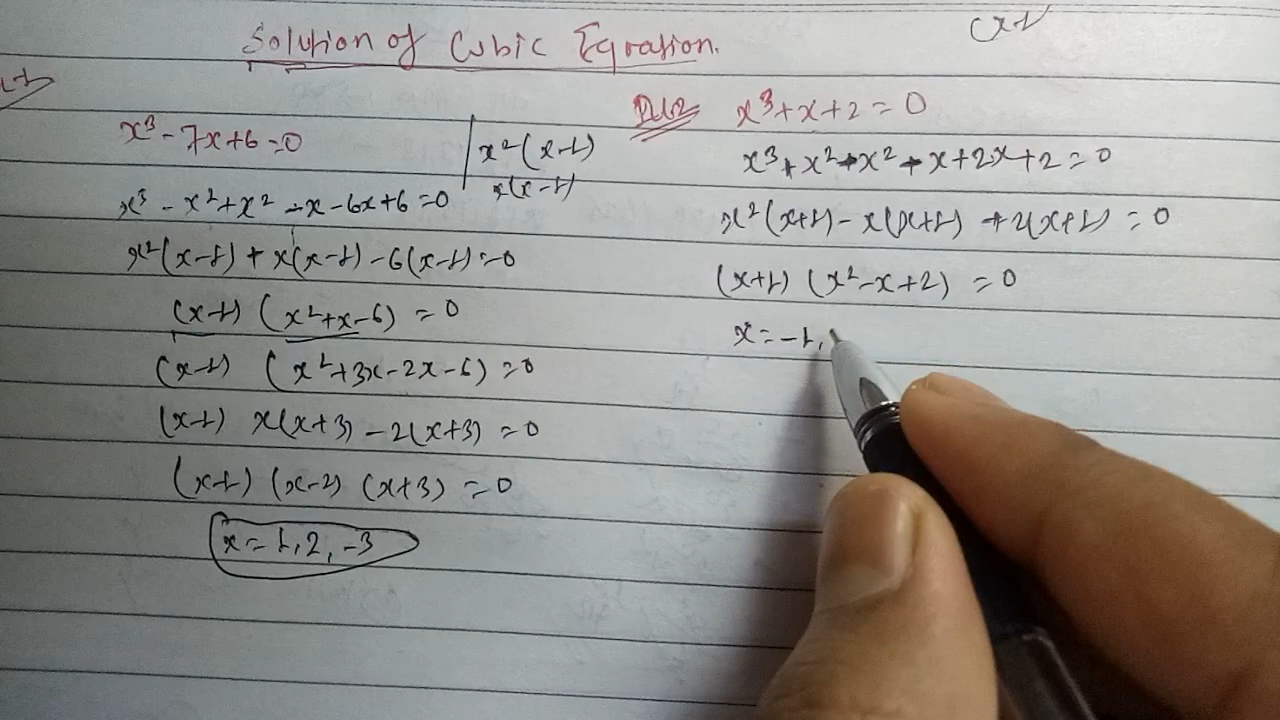 Solution of Cubic Equation.
x³ - 7x+6=0
x²(x-1)
x(x-1)
x³ - x²+x² - x - 6x+6=0
x²(x-1) + x(x-1) - 6(x-1)=0
(x-1) (x²+x-6) = 0
(x-1) (x²+3x-2x-6)=0
(x-1) x(x+3) - 2(x+3) =0
(x-1) (x-2) (x+3) =0
x=1, 2, -3
x³+x+2=0
x³+x²-x²-x+2x+2=0
x²(x+1) - x(x+1) +2(x+1) =0
(x+1) (x²-x+2) = 0
x=-1,